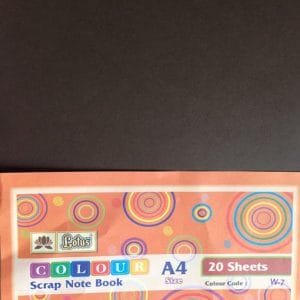 Lotus
COLOUR A4 20 Sheets
Scrap Note Book Size Colour Code W-7